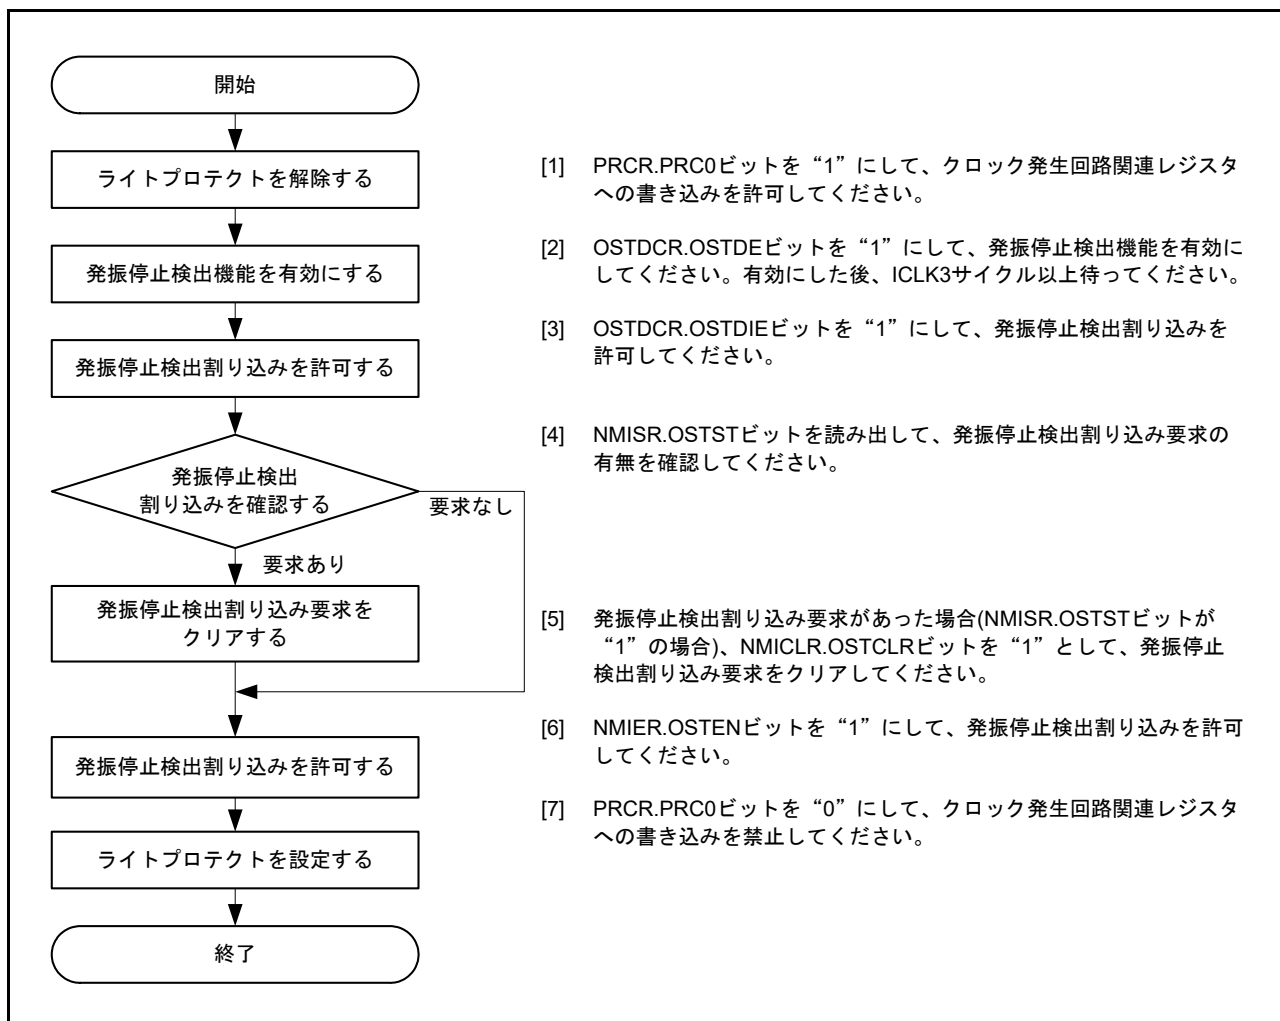 開始
ライトプロテクトを解除する
[1] PRCR.PRC0ビットを“1”にして、クロック発生回路関連レジスタ
への書き込みを許可してください。
発振停止検出機能を有効にする
[2] OSTDCR.OSTDEビットを“1”にして、発振停止検出機能を有効に
してください。有効にした後、ICLK3サイクル以上待ってください。
発振停止検出割り込みを許可する
[3] OSTDCR.OSTDIEビットを“1”にして、発振停止検出割り込みを
許可してください。
発振停止検出
割り込みを確認する
要求なし
要求あり
[4] NMISR.OSTSTビットを読み出して、発振停止検出割り込み要求の
有無を確認してください。
発振停止検出割り込み要求を
クリアする
[5] 発振停止検出割り込み要求があった場合(NMISR.OSTSTビットが
“1”の場合)、NMICLR.OSTCLRビットを“1”として、発振停止
検出割り込み要求をクリアしてください。
発振停止検出割り込みを許可する
[6] NMIER.OSTENビットを“1”にして、発振停止検出割り込みを許可
してください。
ライトプロテクトを設定する
[7] PRCR.PRC0ビットを“0”にして、クロック発生回路関連レジスタ
への書き込みを禁止してください。
終了